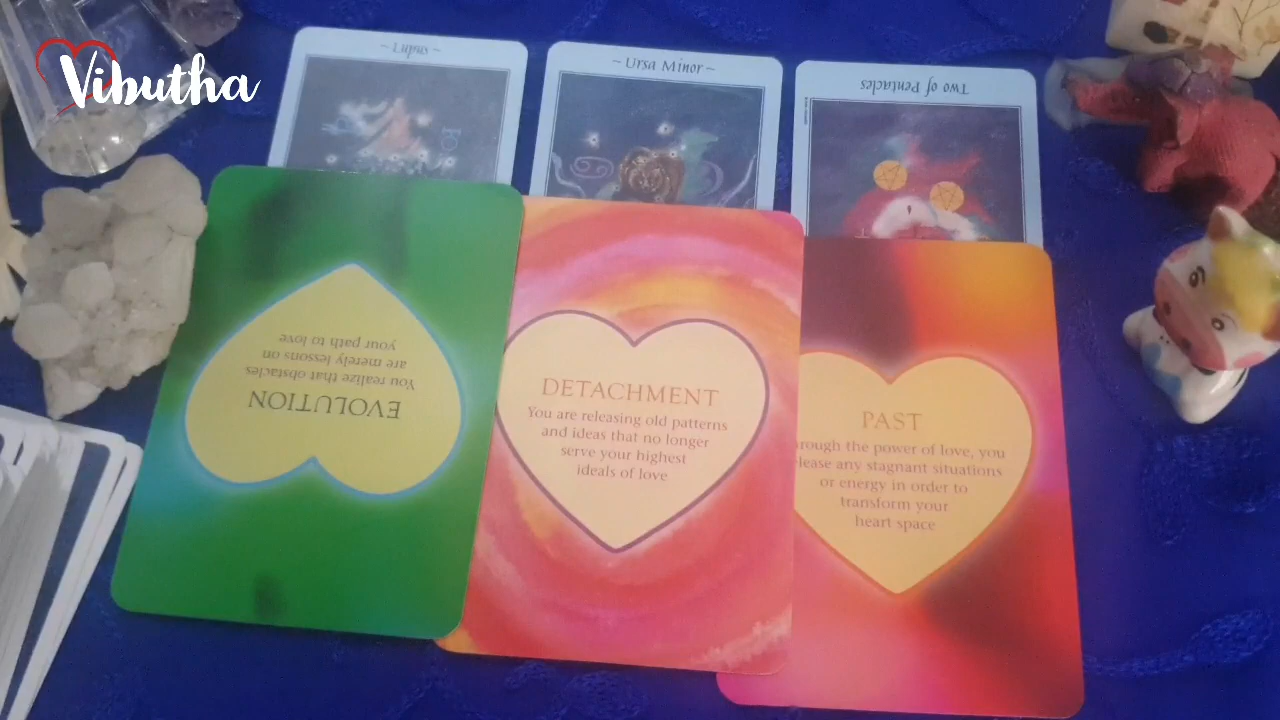 Vibutha
~ Lupus ~
~ Ursa Minor ~
Two of Pentacles
EVOLUTION
You realize that obstacles
are merely lessons on
your path to love
DETACHMENT
You are releasing old patterns
and ideas that no longer
serve your highest
ideals of love
PAST
rough the power of love, you
lease any stagnant situations
or energy in order to
transform your
heart space